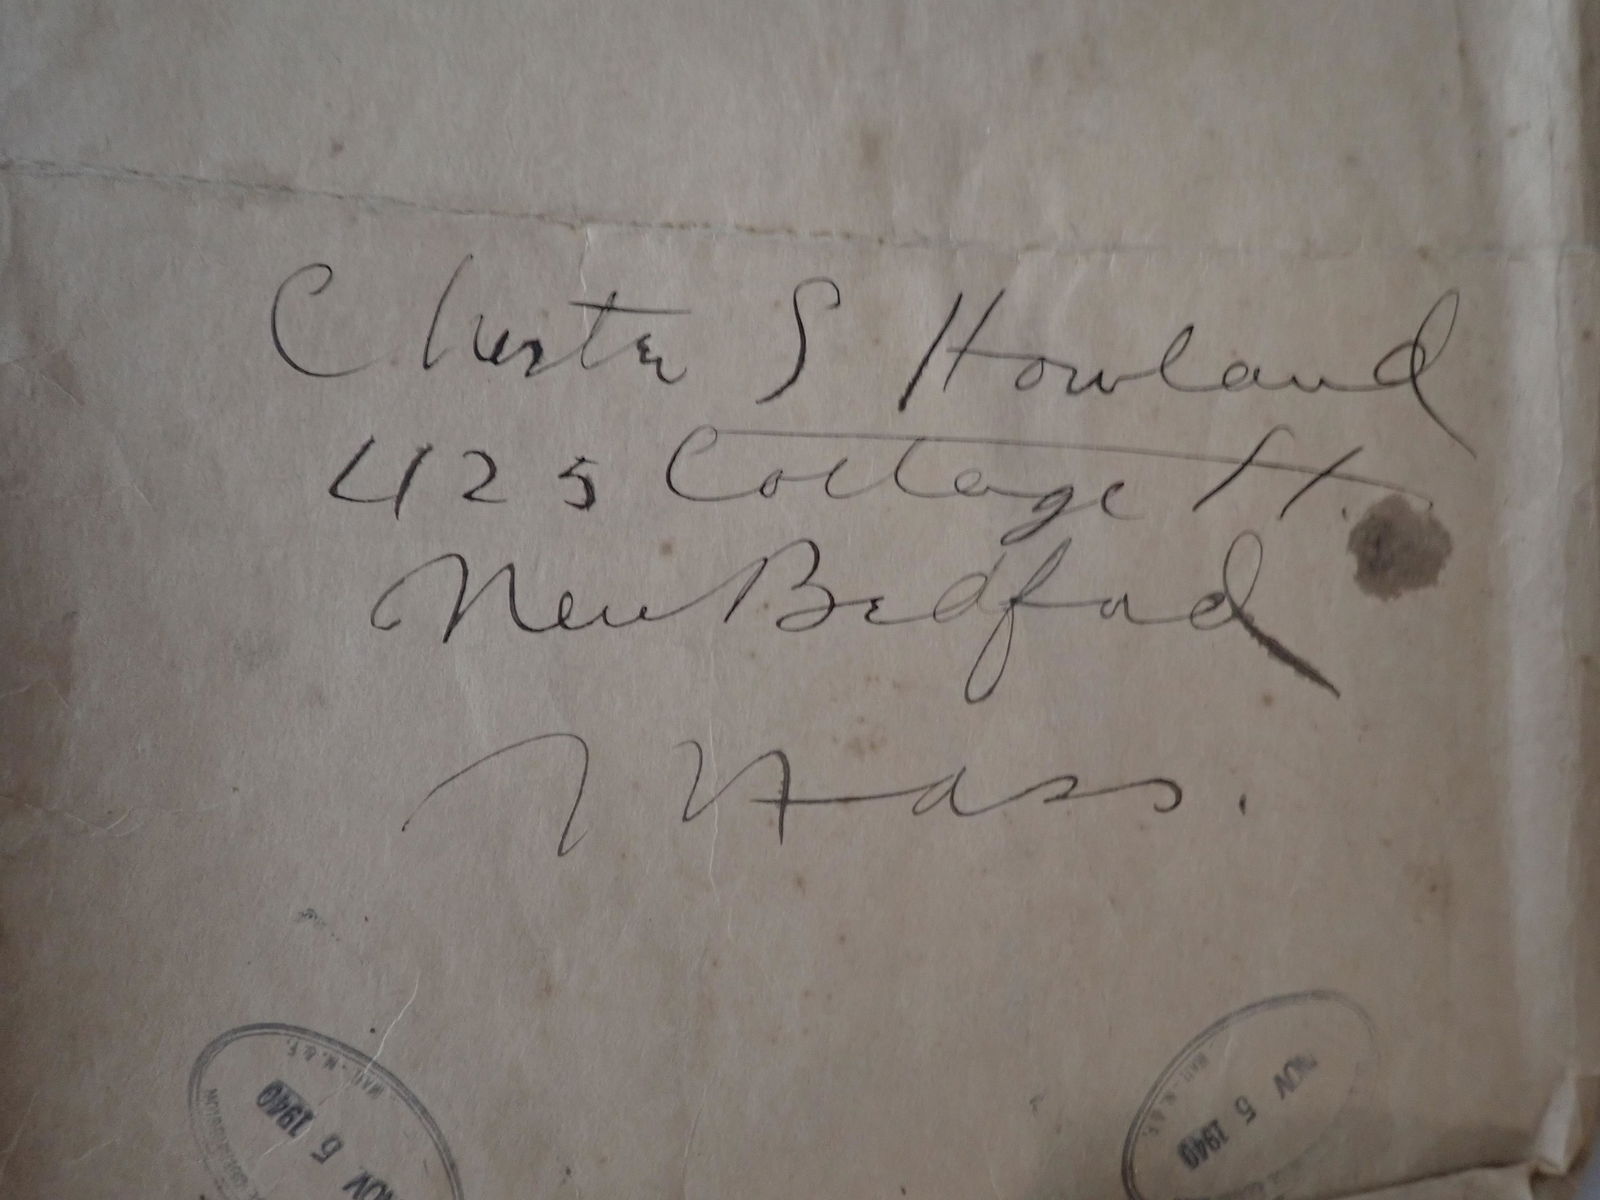 Chester S Howland
425 Cottage St.
New Bedford
Mass.
NOV 5 1940
NOV 5 1940